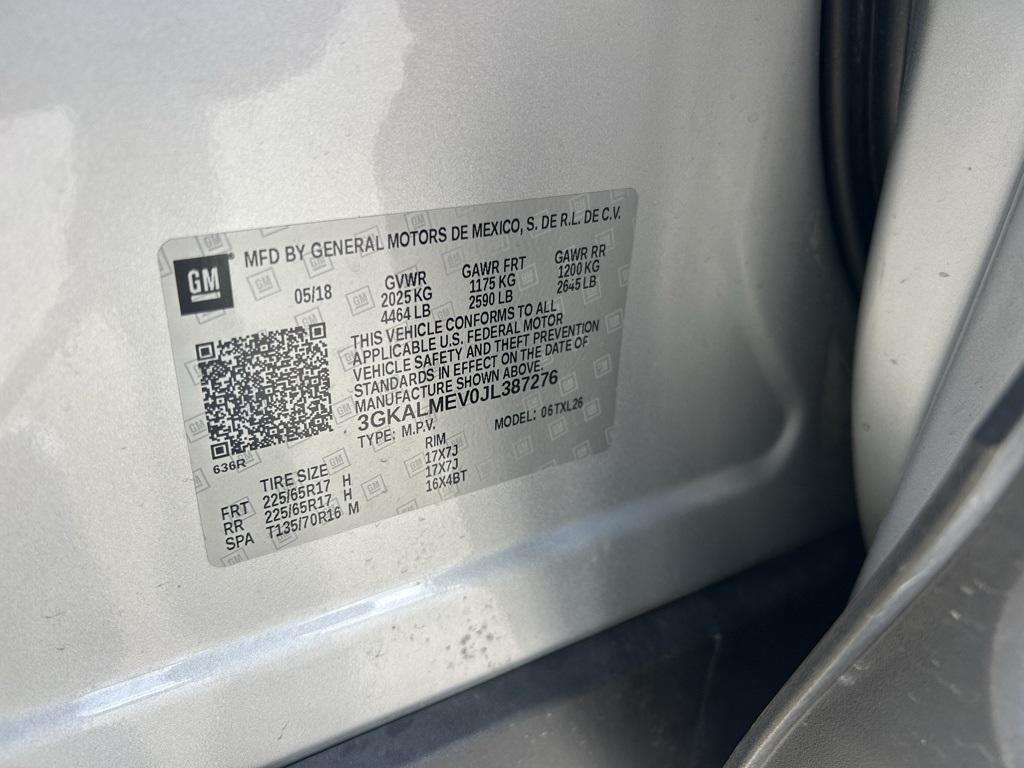 GM
MFD BY GENERAL MOTORS DE MEXICO, S. DE R.L. DE C.V.
05/18 GVWR GAWR FRT GAWR RR
2025 KG 1175 KG 1200 KG
4464 LB 2590 LB 2645 LB
THIS VEHICLE CONFORMS TO ALL
APPLICABLE U.S. FEDERAL MOTOR
VEHICLE SAFETY AND THEFT PREVENTION
STANDARDS IN EFFECT ON THE DATE OF
MANUFACTURE SHOWN ABOVE.
3GKALMEV0JL387276
TYPE: M.P.V. MODEL: 06TXL26
636R
TIRE SIZE RIM
FRT 225/65R17 H 17X7J
RR 225/65R17 H 17X7J
SPA T135/70R16 M 16X4BT